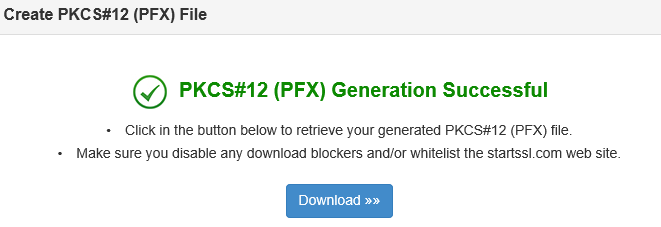 Create PKCS#12 (PFX) File
PKCS#12 (PFX) Generation Successful
• Click in the button below to retrieve your generated PKCS#12 (PFX) file.
• Make sure you disable any download blockers and/or whitelist the startssl.com web site.
Download »»